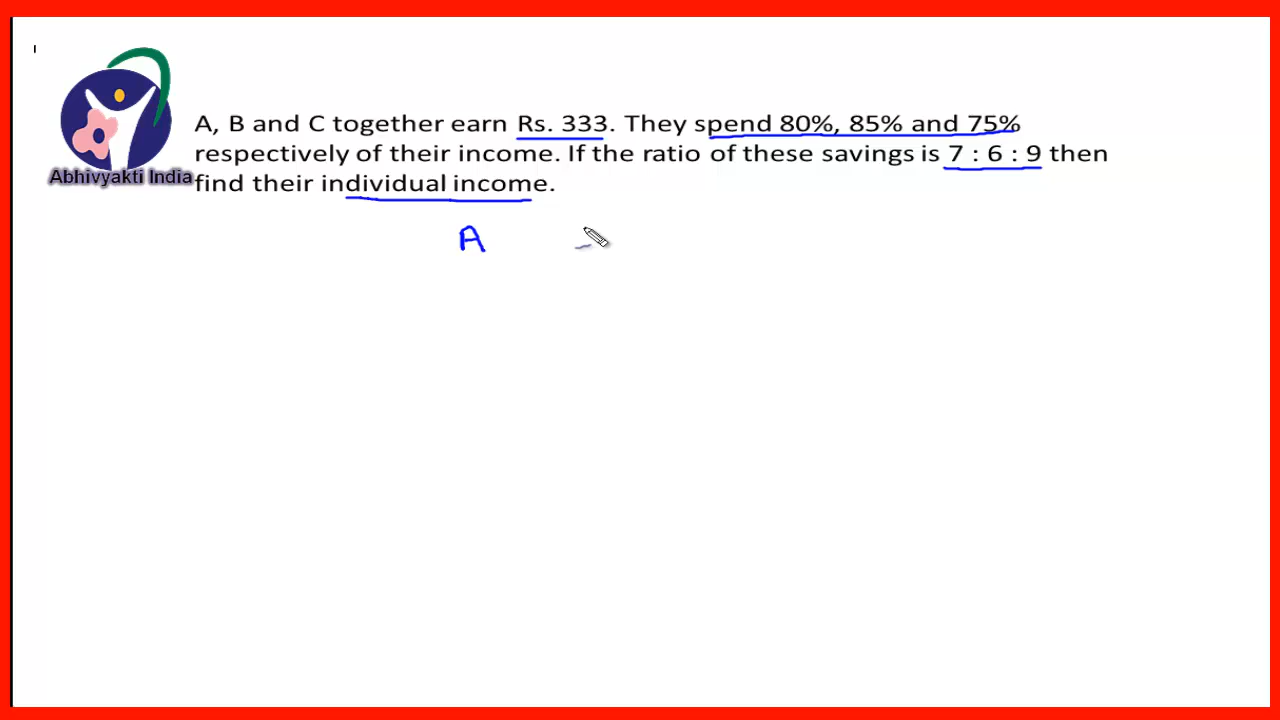 A, B and C together earn Rs. 333. They spend 80%, 85% and 75%
respectively of their income. If the ratio of these savings is 7 : 6 : 9 then
Abhivyakti India
find their individual income.
A